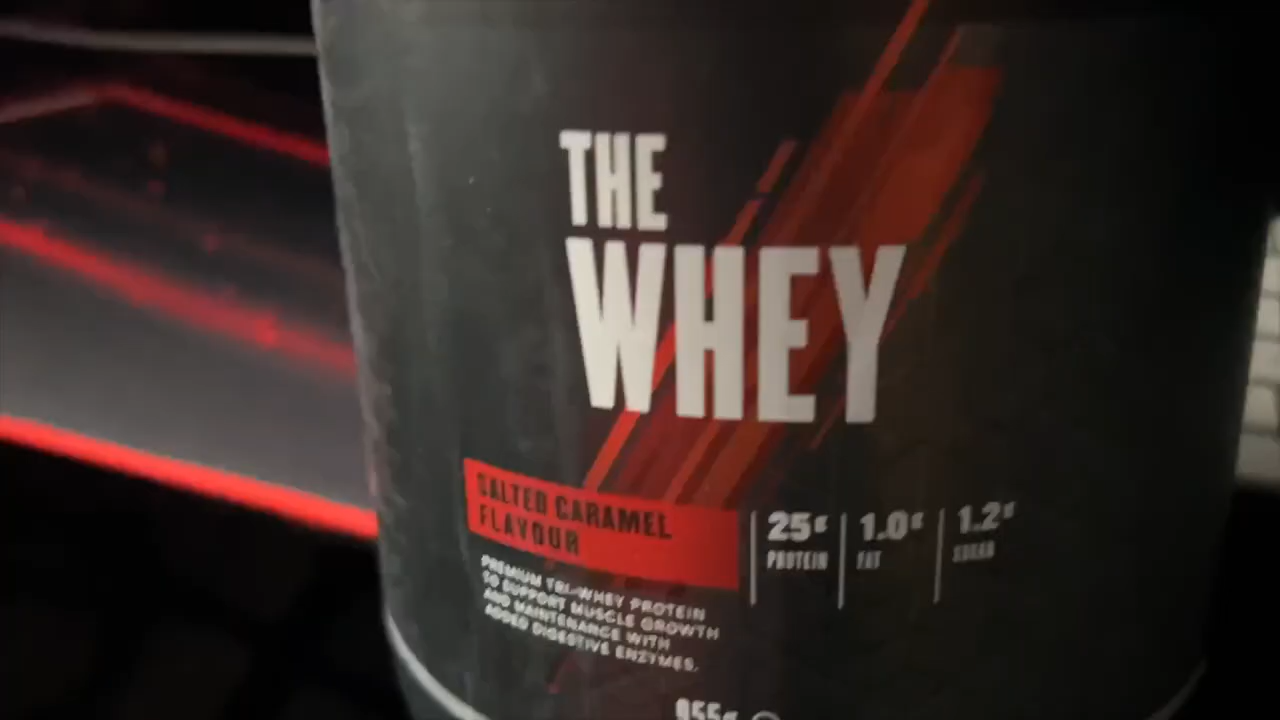 THE
WHEY
SALTED CARAMEL
FLAVOUR
25g
PROTEIN
1.0g
FAT
1.2g
SUGAR
PREMIUM TRI-WHEY PROTEIN
TO SUPPORT MUSCLE GROWTH
AND MAINTENANCE WITH
ADDED DIGESTIVE ENZYMES.